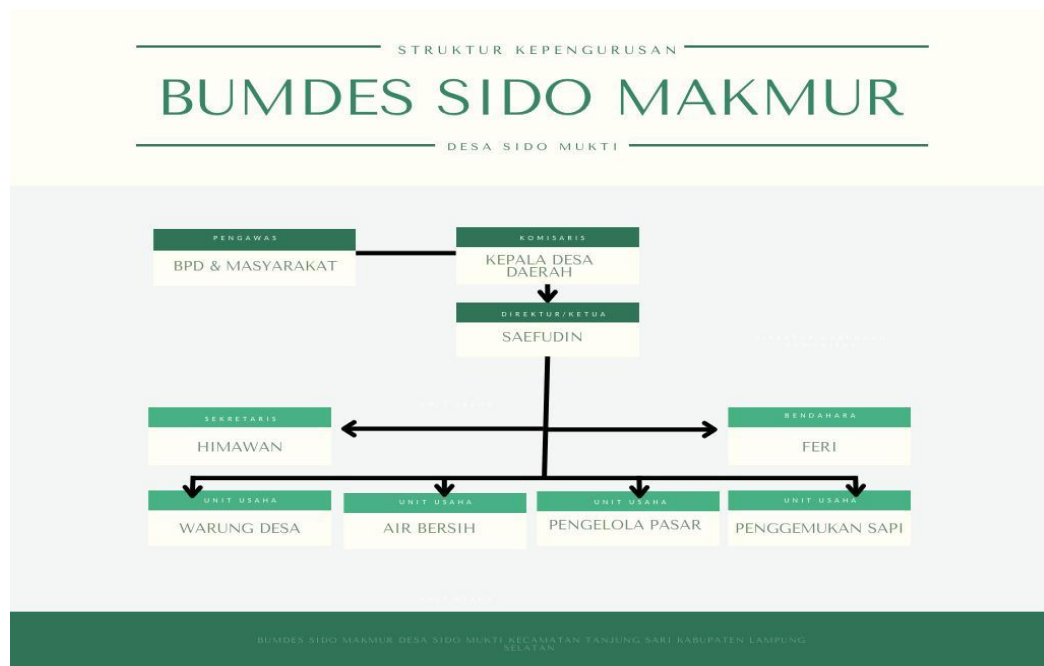 STRUKTUR KEPENGURUSAN
BUMDES SIDO MAKMUR
DESA SIDO MUKTI
PENGAWAS
BPD & MASYARAKAT
KOMISARIS
KEPALA DESA
DAERAH
DIREKTUR/KETUA
SAEFUDIN
SEKRETARIS
HIMAWAN
BENDAHARA
FERI
UNIT USAHA
WARUNG DESA
UNIT USAHA
AIR BERSIH
UNIT USAHA
PENGELOLA PASAR
UNIT USAHA
PENGGEMUKAN SAPI
BUMDES SIDO MAKMUR DESA SIDO MUKTI KECAMATAN TANJUNG SARI KABUPATEN LAMPUNG
SELATAN